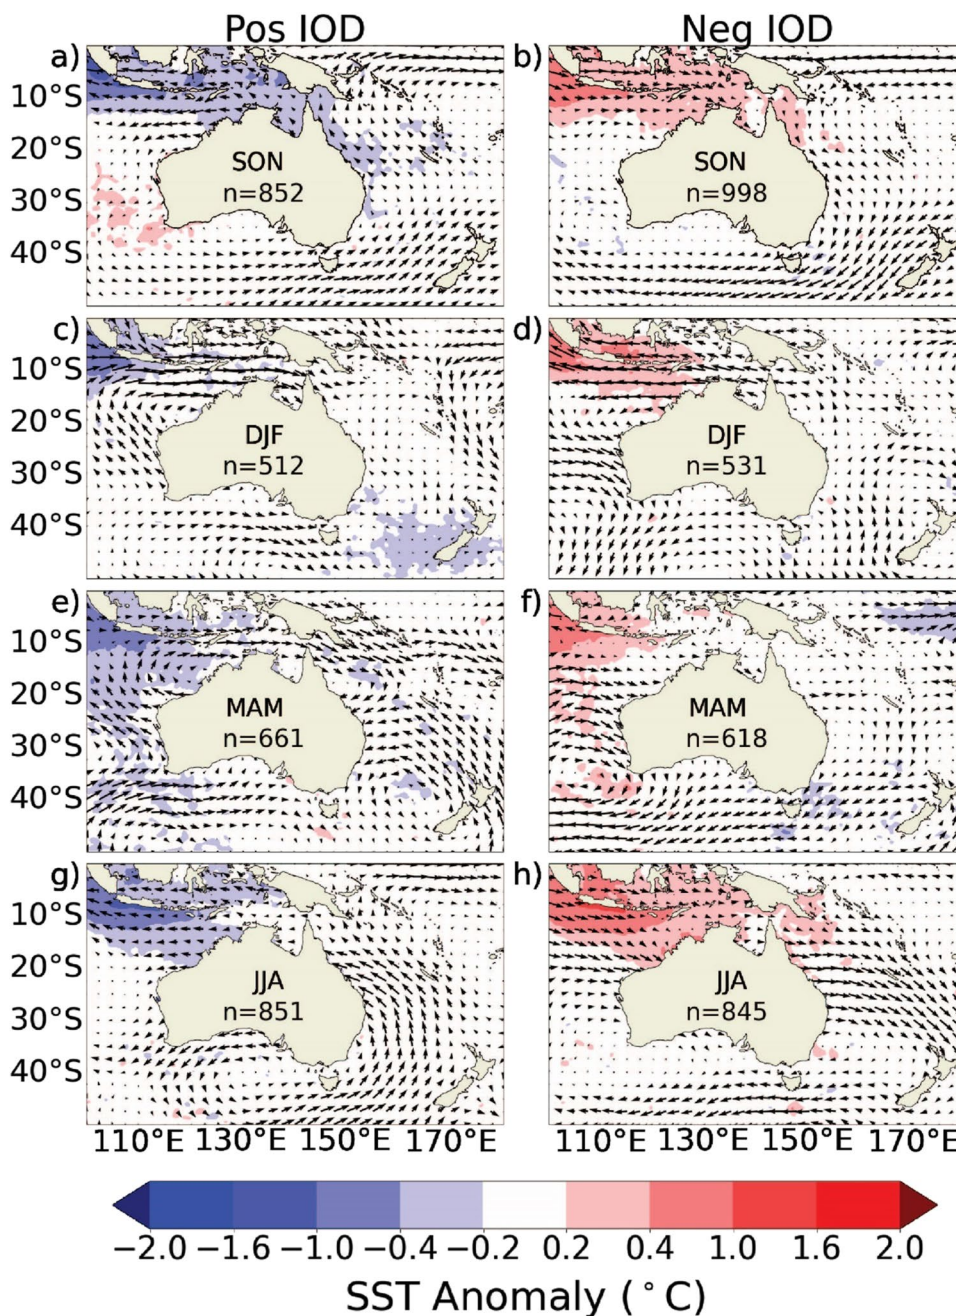 Pos IOD Neg IOD
a) b)
10°S
20°S SON SON
30°S n=852 n=998
40°S
c) d)
10°S
20°S DJF DJF
30°S n=512 n=531
40°S
e) f)
10°S
20°S MAM MAM
30°S n=661 n=618
40°S
g) h)
10°S
20°S JJA JJA
30°S n=851 n=845
40°S
110°E 130°E 150°E 170°E 110°E 130°E 150°E 170°E
−2.0 −1.6 −1.0 −0.4 −0.2 0.2 0.4 1.0 1.6 2.0
SST Anomaly (°C)